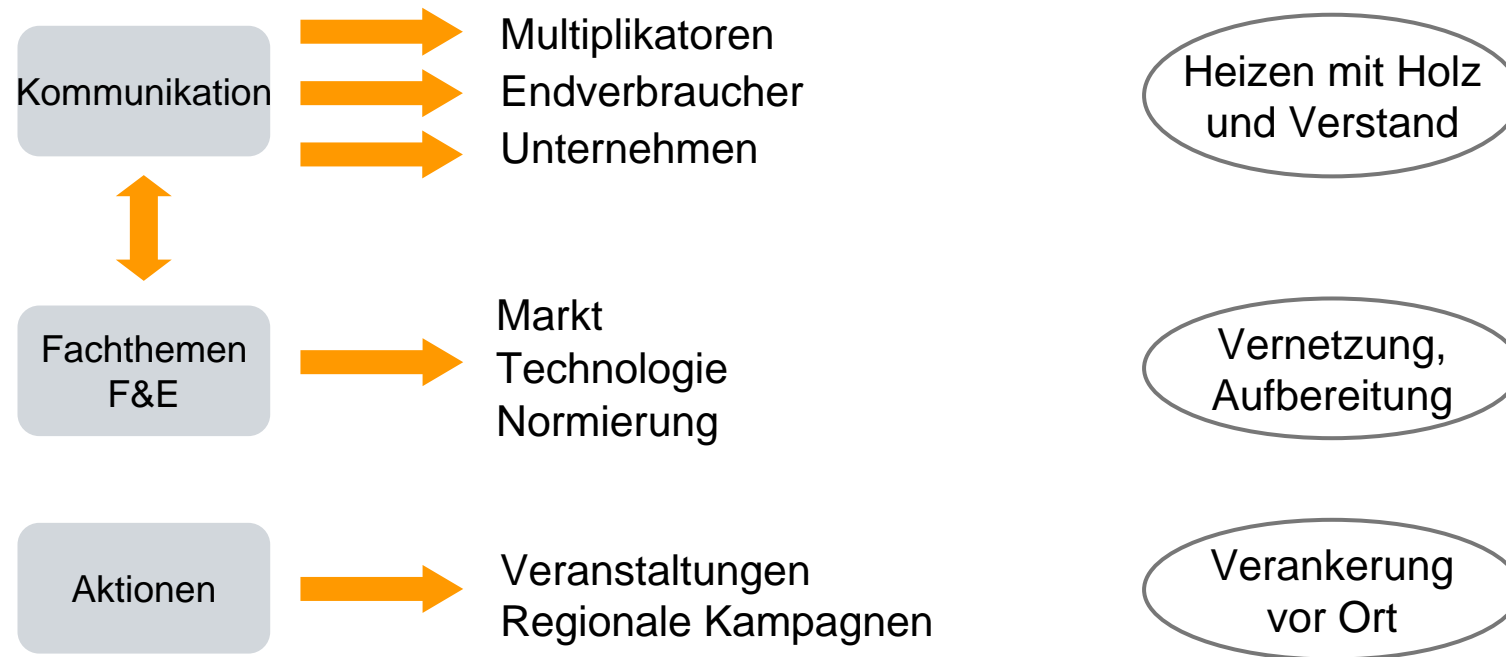 Kommunikation
Multiplikatoren
Endverbraucher
Unternehmen
Heizen mit Holz
und Verstand
Fachthemen
F&E
Markt
Technologie
Normierung
Vernetzung,
Aufbereitung
Aktionen
Veranstaltungen
Regionale Kampagnen
Verankerung
vor Ort